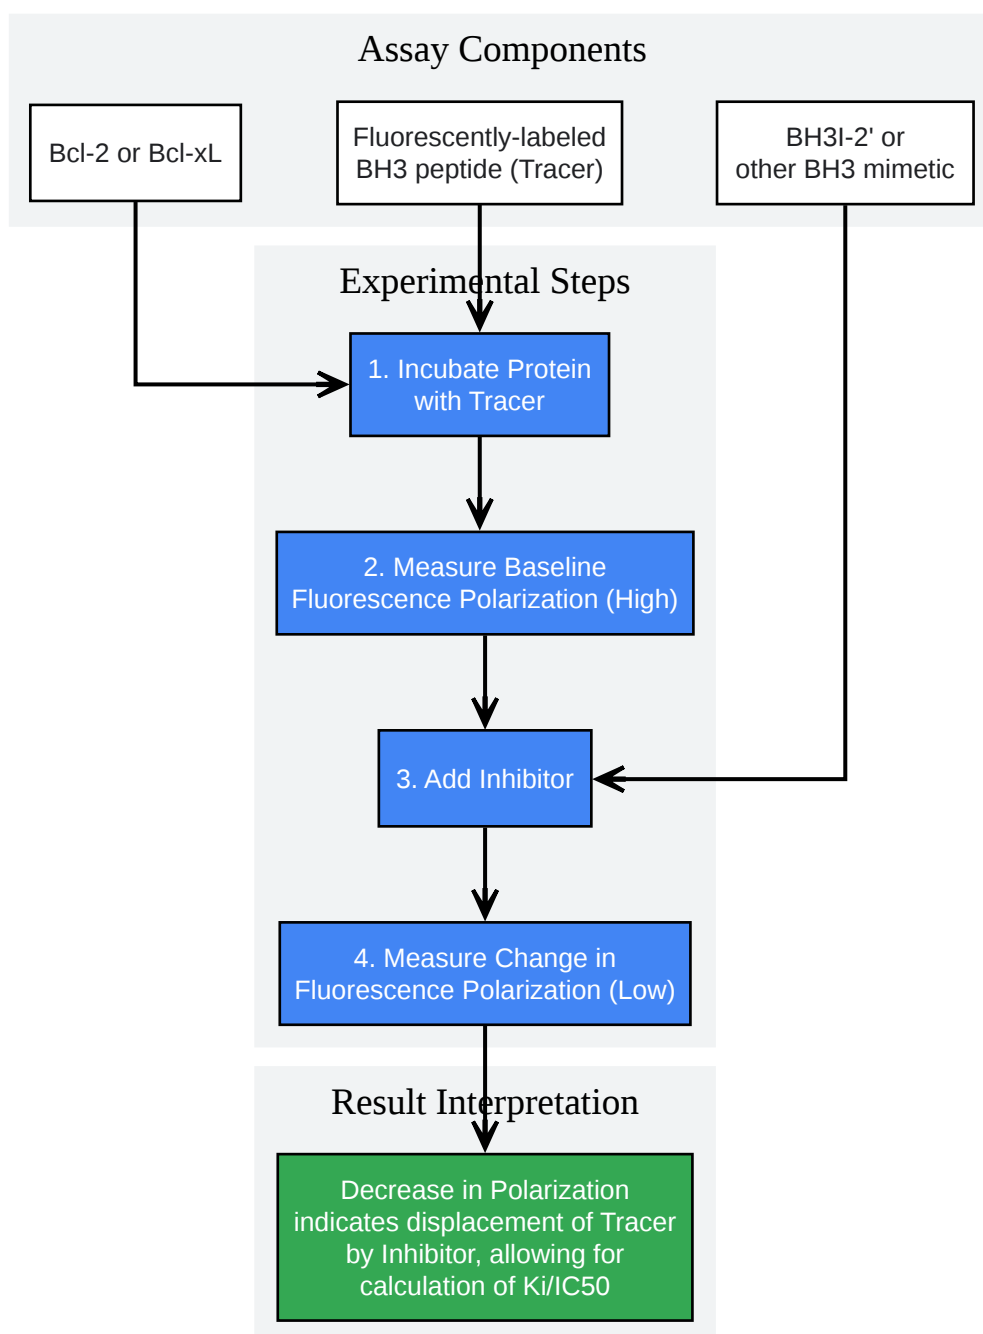 Assay Components
Bcl-2 or Bcl-xL
Fluorescently-labeled
BH3 peptide (Tracer)
BH3I-2' or
other BH3 mimetic
Experimental Steps
1. Incubate Protein
with Tracer
2. Measure Baseline
Fluorescence Polarization (High)
3. Add Inhibitor
4. Measure Change in
Fluorescence Polarization (Low)
Result Interpretation
Decrease in Polarization
indicates displacement of Tracer
by Inhibitor, allowing for
calculation of Ki/IC50